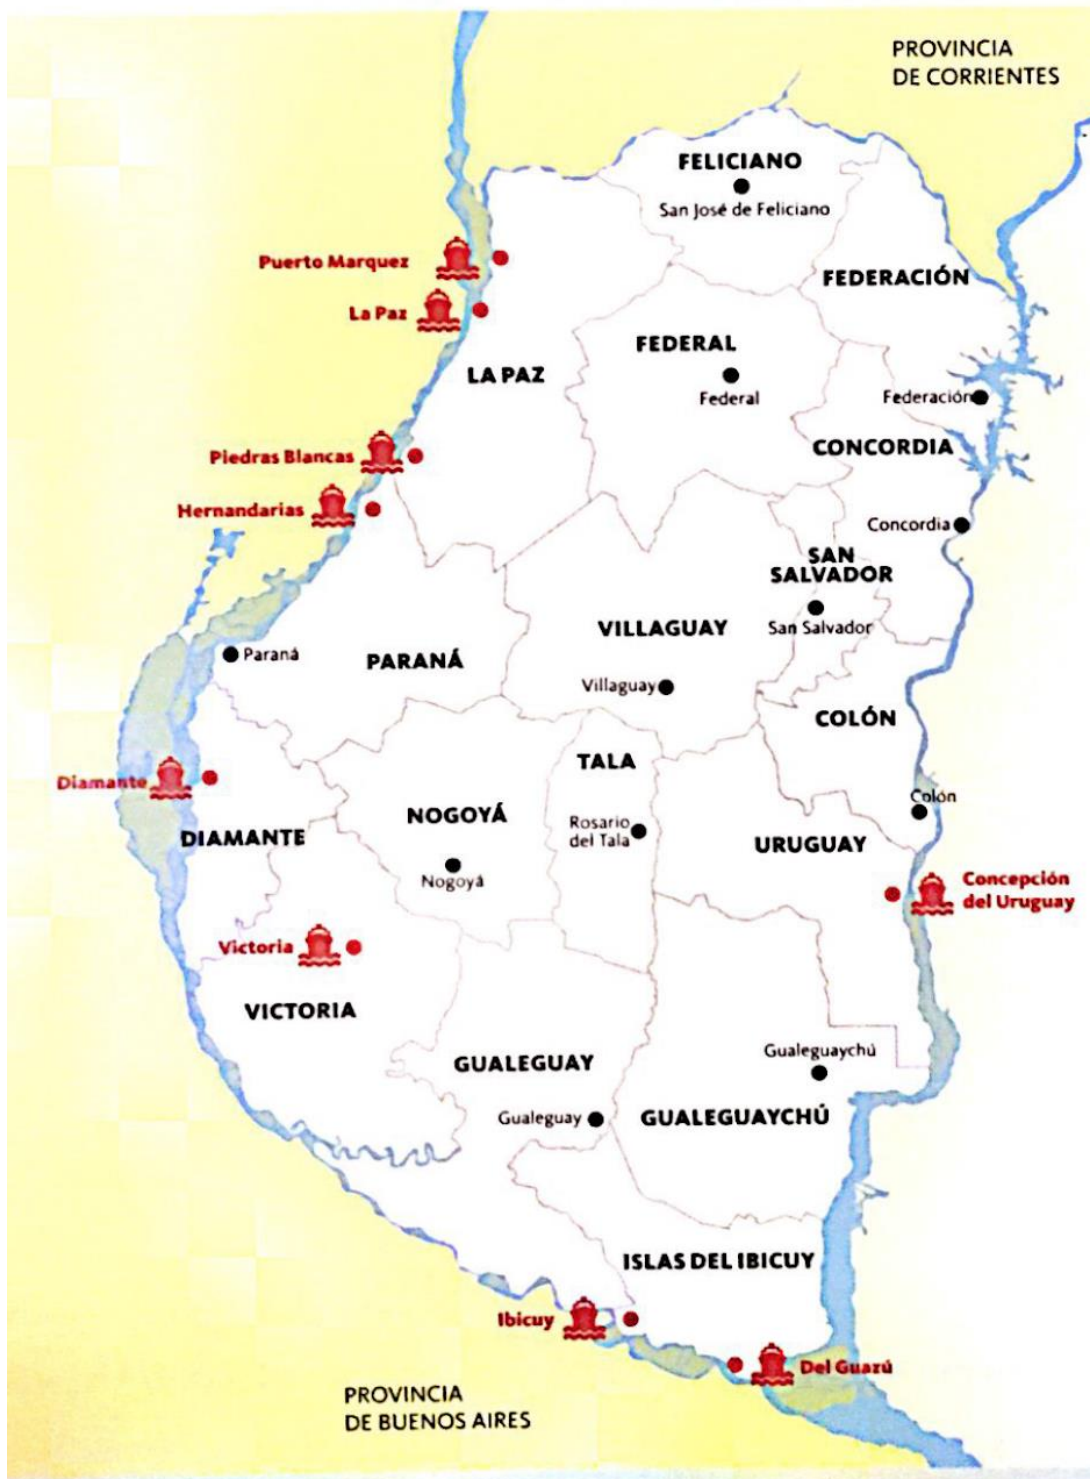 PROVINCIA
DE CORRIENTES
FELICIANO
San José de Feliciano
Puerto Marquez
FEDERACIÓN
La Paz
FEDERAL
LA PAZ
Federal
Federación
Piedras Blancas
CONCORDIA
Hernandarias
Concordia
SAN
SALVADOR
San Salvador
VILLAGUAY
Paraná
PARANÁ
Villaguay
COLÓN
TALA
Diamante
Colón
NOGOYÁ
Rosario
del Tala
DIAMANTE
URUGUAY
Nogoyá
Concepción
del Uruguay
Victoria
VICTORIA
Gualeguaychú
GUALEGUAY
Gualeguay
GUALEGUAYCHÚ
ISLAS DEL IBICUY
Ibicuy
Del Guazú
PROVINCIA
DE BUENOS AIRES